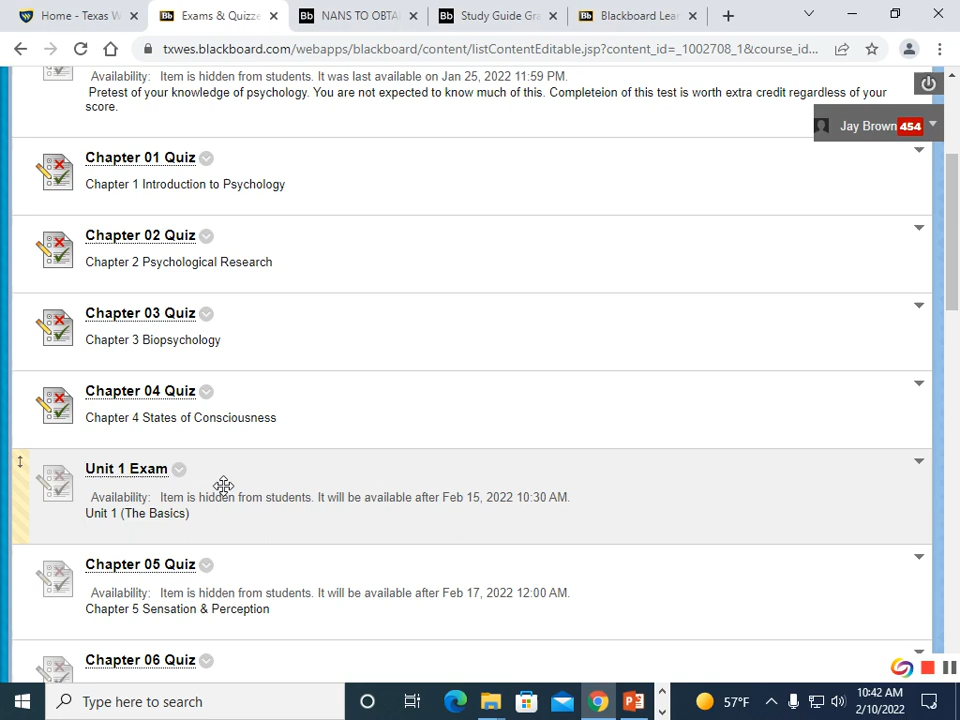 Home - Texas W
Exams & Quizze
NANS TO OBTA
Study Guide Gra
Blackboard Lear
txwes.blackboard.com/webapps/blackboard/content/listContentEditable.jsp?content_id=_1002708_1&course_id...
Availability: Item is hidden from students. It was last available on Jan 25, 2022 11:59 PM.
Pretest of your knowledge of psychology. You are not expected to know much of this. Completeion of this test is worth extra credit regardless of your
score.
Jay Brown 454
Chapter 01 Quiz
Chapter 1 Introduction to Psychology
Chapter 02 Quiz
Chapter 2 Psychological Research
Chapter 03 Quiz
Chapter 3 Biopsychology
Chapter 04 Quiz
Chapter 4 States of Consciousness
Unit 1 Exam
Availability: Item is hidden from students. It will be available after Feb 15, 2022 10:30 AM.
Unit 1 (The Basics)
Chapter 05 Quiz
Availability: Item is hidden from students. It will be available after Feb 17, 2022 12:00 AM.
Chapter 5 Sensation & Perception
Chapter 06 Quiz
Type here to search
57°F
10:42 AM
2/10/2022